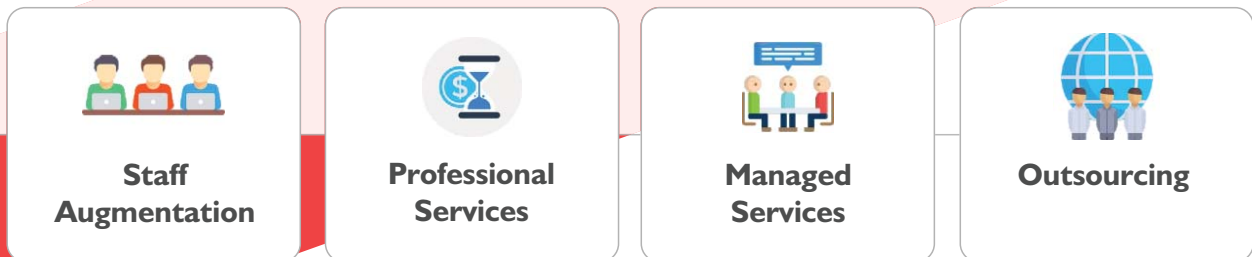 Staff
Augmentation
Professional
Services
Managed
Services
Outsourcing